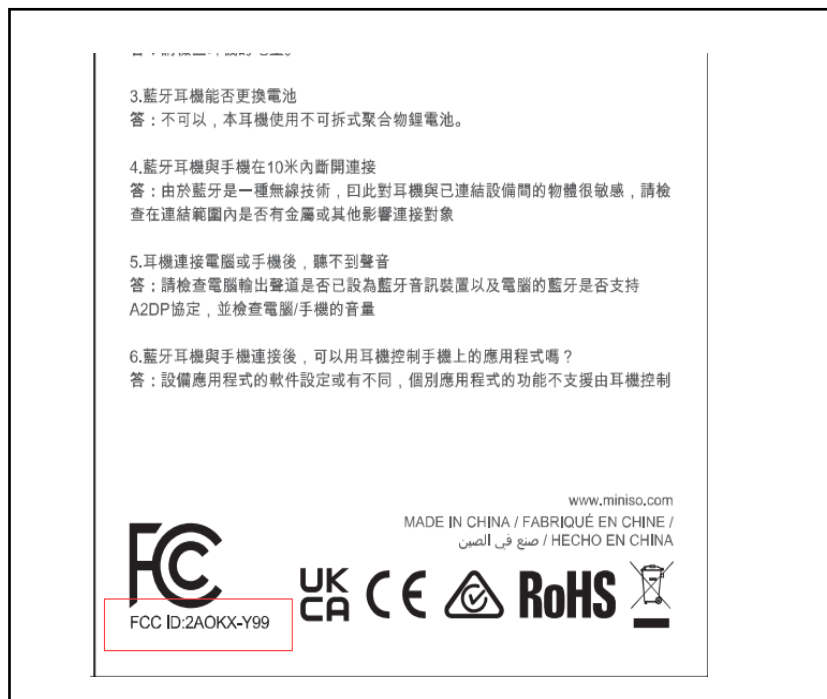 3.藍牙耳機能否更換電池
答：不可以，本耳機使用不可拆式聚合物鋰電池。
4.藍牙耳機與手機在10米內斷開連接
答：由於藍牙是一種無線技術，因此對耳機與已連結設備間的物體很敏感，請檢
查在連結範圍內是否有金屬或其他影響連接對象
5.耳機連接電腦或手機後，聽不到聲音
答：請檢查電腦輸出聲道是否已設為藍牙音訊裝置以及電腦的藍牙是否支持
A2DP協定，並檢查電腦/手機的音量
6.藍牙耳機與手機連接後，可以用耳機控制手機上的應用程式嗎？
答：設備應用程式的軟件設定或有不同，個別應用程式的功能不支援由耳機控制
www.miniso.com
MADE IN CHINA / FABRIQUÉ EN CHINE /
صنع في الصين / HECHO EN CHINA
FC
UK
CA CE RoHS
FCC ID:2AOKX-Y99